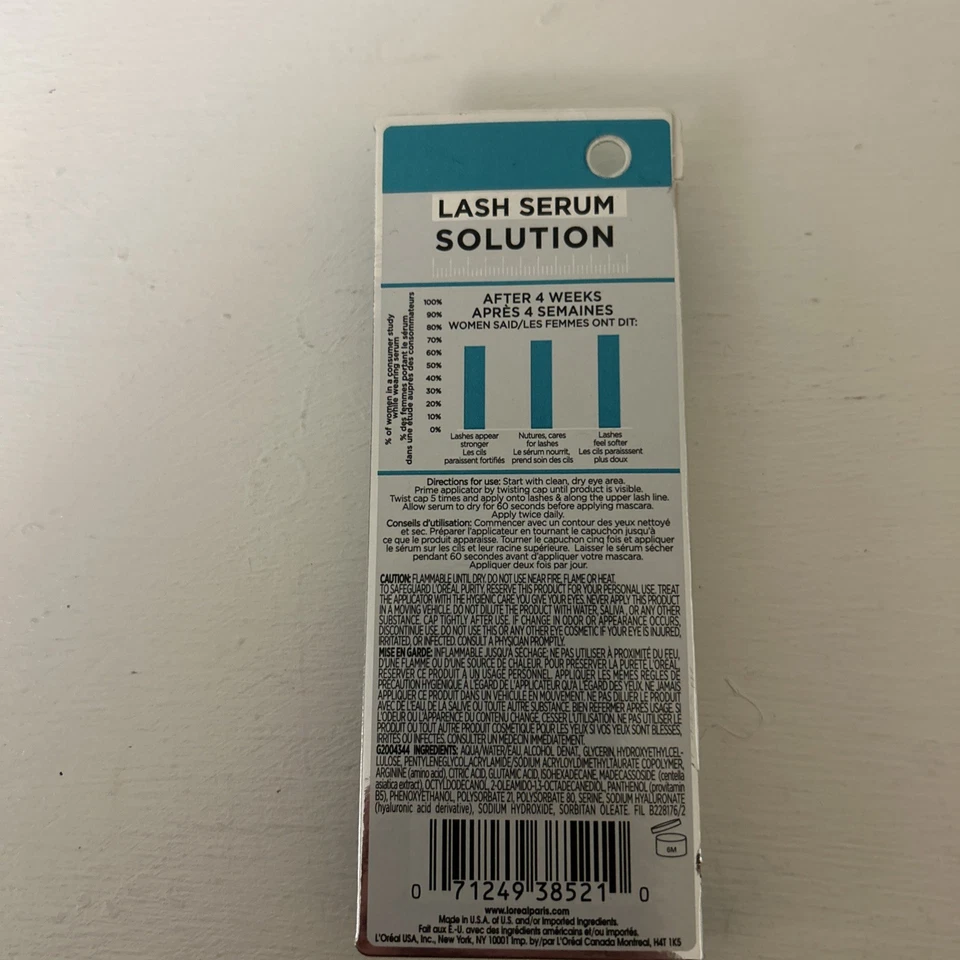 LASH SERUM
SOLUTION
AFTER 4 WEEKS
APRÈS 4 SEMAINES
WOMEN SAID/LES FEMMES ONT DIT:
% of women in a consumer study
while wearing serum
% des femmes portant le sérum
dans une étude auprès des consommateurs
100%
90%
80%
70%
60%
50%
40%
30%
20%
10%
0%
Lashes appear
stronger
Les cils
paraissent fortifiés
Nutures, cares
for lashes
Le sérum nourrit,
prend soin des cils
Lashes
feel softer
Les cils paraisssent
plus doux
Directions for use: Start with clean, dry eye area.
Prime applicator by twisting cap until product is visible.
Twist cap 5 times and apply onto lashes & along the upper lash line.
Allow serum to dry for 60 seconds before applying mascara.
Apply twice daily.
Conseils d'utilisation: Commencer avec un contour des yeux nettoyé
et sec. Préparer l'applicateur en tournant le capuchon jusqu'à
ce que le produit apparaisse. Tourner le capuchon cinq fois et appliquer
le sérum sur les cils et leur racine supérieure. Laisser le sérum sécher
pendant 60 secondes avant d'appliquer votre mascara.
Appliquer deux fois par jour.
CAUTION: FLAMMABLE UNTIL DRY. DO NOT USE NEAR FIRE, FLAME OR HEAT.
TO SAFEGUARD L'ORÉAL PURITY, RESERVE THIS PRODUCT FOR YOUR PERSONAL USE. TREAT
THE APPLICATOR WITH THE HYGIENIC CARE YOU GIVE YOUR EYES. NEVER APPLY THIS PRODUCT
IN A MOVING VEHICLE. DO NOT DILUTE THE PRODUCT WITH WATER, SALIVA, OR ANY OTHER
SUBSTANCE. CAP TIGHTLY AFTER USE. IF CHANGE IN ODOR OR APPEARANCE OCCURS,
DISCONTINUE USE. DO NOT USE THIS OR ANY OTHER EYE COSMETIC IF YOUR EYE IS INJURED,
IRRITATED, OR INFECTED. CONSULT A PHYSICIAN PROMPTLY.
MISE EN GARDE: INFLAMMABLE JUSQU'À SÉCHAGE; NE PAS UTILISER À PROXIMITÉ DU FEU,
D'UNE FLAMME OU D'UNE SOURCE DE CHALEUR. POUR PRÉSERVER LA PURETÉ L'ORÉAL,
RÉSERVER CE PRODUIT À UN USAGE PERSONNEL. APPLIQUER LES MÊMES RÈGLES DE
PRÉCAUTION HYGIÉNIQUE À L'ÉGARD DE L'APPLICATEUR QU'À L'ÉGARD DES YEUX. NE JAMAIS
APPLIQUER CE PRODUIT DANS UN VÉHICULE EN MOUVEMENT. NE PAS DILUER LE PRODUIT
AVEC DE L'EAU, DE LA SALIVE OU TOUTE AUTRE SUBSTANCE. BIEN REFERMER APRÈS USAGE. SI
L'ODEUR OU L'APPARENCE DU CONTENU CHANGE, CESSER L'UTILISATION. NE PAS UTILISER LE
PRODUIT OU TOUT AUTRE PRODUIT COSMÉTIQUE POUR LES YEUX SI VOS YEUX SONT BLESSÉS,
IRRITÉS OU INFECTÉS. CONSULTER UN MÉDECIN IMMÉDIATEMENT.
G2004344 INGREDIENTS: AQUA/WATER/EAU, ALCOHOL DENAT., GLYCERIN, HYDROXYETHYLCEL-
LULOSE, PENTYLENEGLYCOL, ACRYLAMIDE/SODIUM ACRYLOYLDIMETHYLTAURATE COPOLYMER,
ARGININE (amino acid), CITRIC ACID, GLUTAMIC ACID, ISOHEXADECANE, MADECASSOSIDE (centella
asiatica extract), OCTYLDODECANOL, 2-OLEAMIDO-1,3-OCTADECANEDIOL, PANTHENOL (provitamin
B5), PHENOXYETHANOL, POLYSORBATE 21, POLYSORBATE 80, SERINE, SODIUM HYALURONATE
(hyaluronic acid derivative), SODIUM HYDROXIDE, SORBITAN OLEATE. FIL B228176/2
6M
0 71249 38521 0
www.lorealparis.com
Made in U.S.A. of U.S. and/or imported ingredients.
Fait aux É.-U. avec des ingrédients américains et/ou importés.
L'Oréal USA, Inc., New York, NY 10001 Imp. by/par L'Oréal Canada Montreal, H4T 1K5